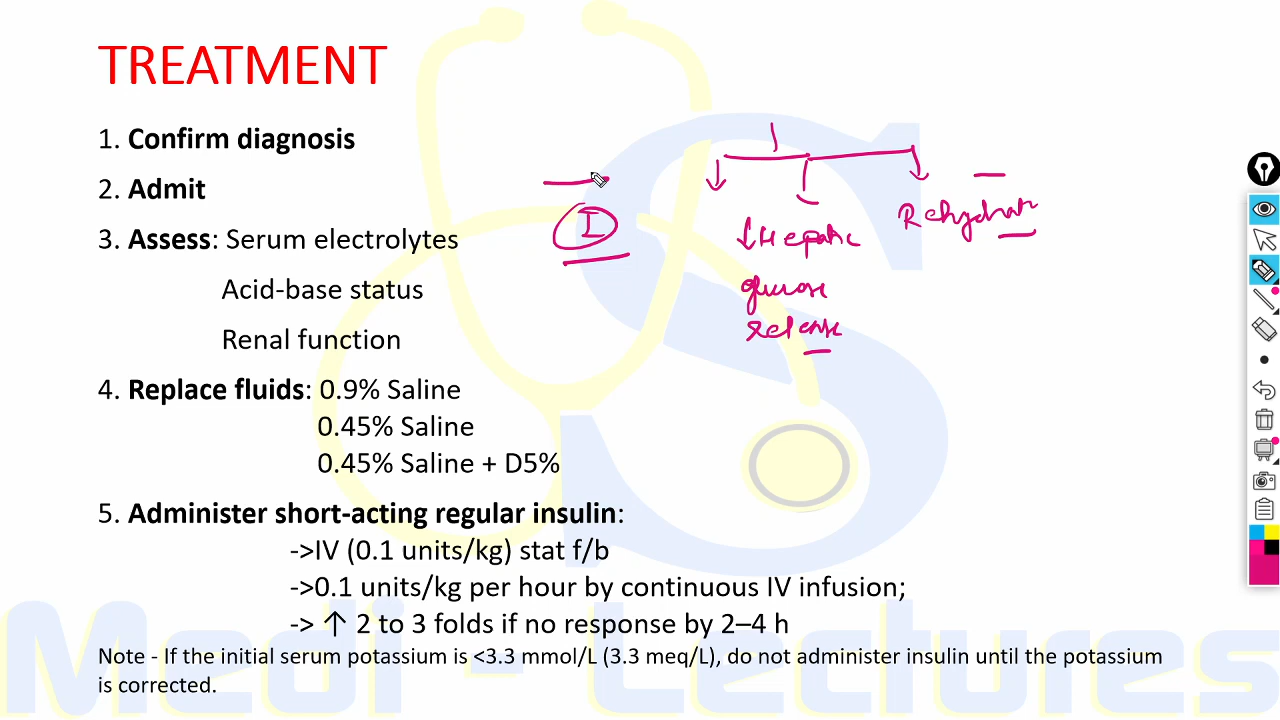 TREATMENT
1. Confirm diagnosis
2. Admit
3. Assess: Serum electrolytes
Acid-base status
Renal function
4. Replace fluids: 0.9% Saline
0.45% Saline
0.45% Saline + D5%
5. Administer short-acting regular insulin:
->IV (0.1 units/kg) stat f/b
->0.1 units/kg per hour by continuous IV infusion;
-> ↑ 2 to 3 folds if no response by 2–4 h
Note - If the initial serum potassium is <3.3 mmol/L (3.3 meq/L), do not administer insulin until the potassium
is corrected.
I
↓ Hepatic
glucose
release
Medi - Lectures